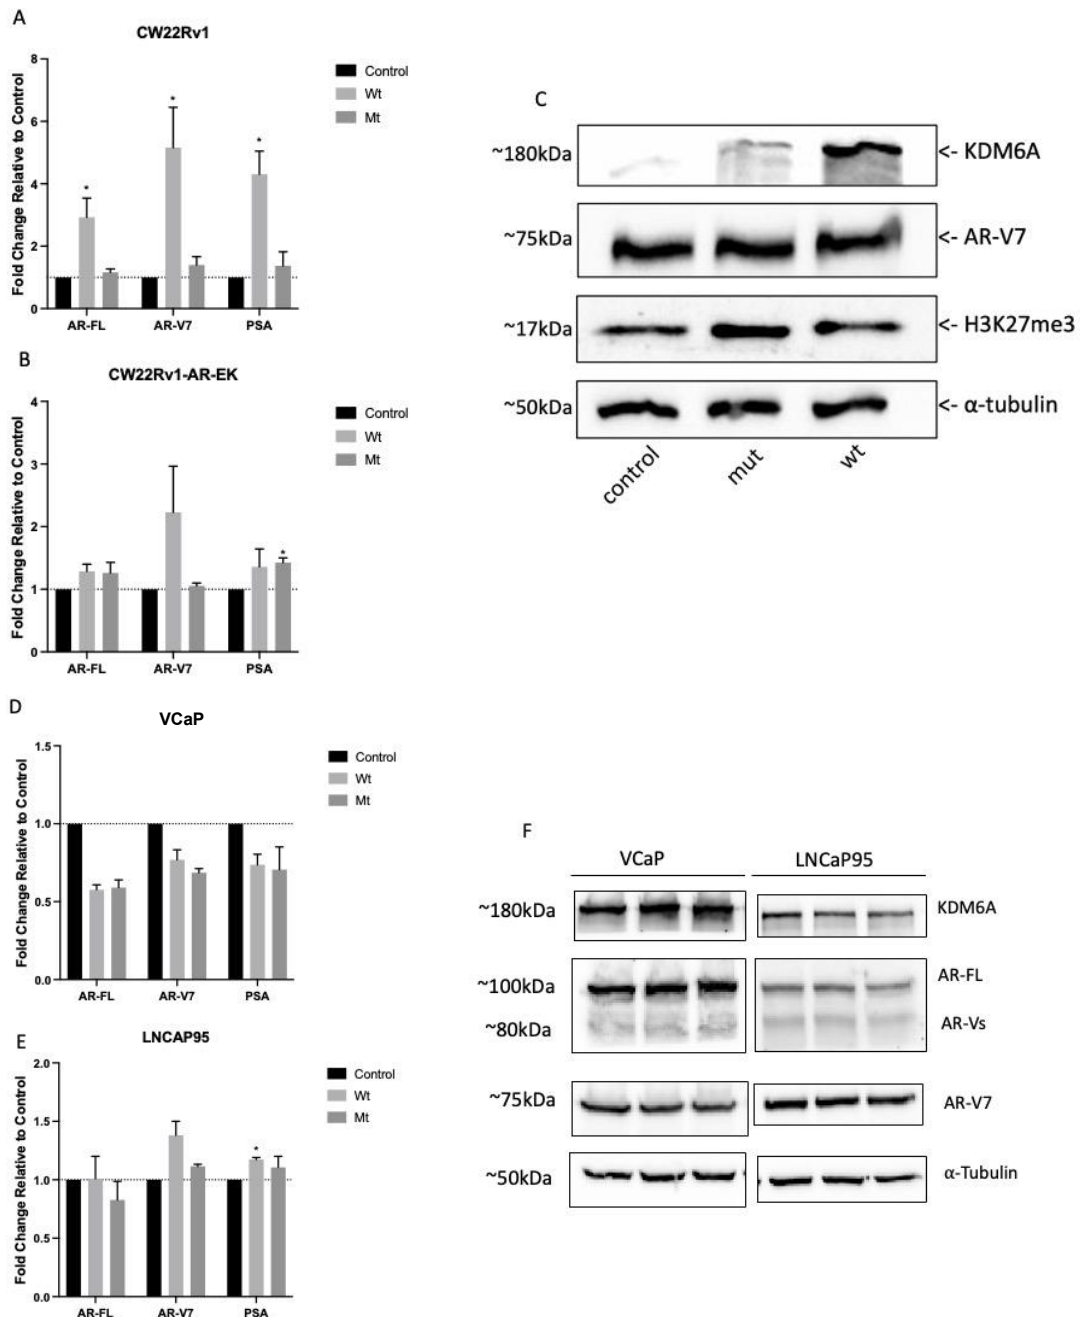 A
CW22Rv1
Fold Change Relative to Control
8
6
4
2
0
*
*
*
AR-FL
AR-V7
PSA
Control
Wt
Mt
B
CW22Rv1-AR-EK
Fold Change Relative to Control
4
3
2
1
0
*
AR-FL
AR-V7
PSA
Control
Wt
Mt
C
~180kDa
<- KDM6A
~75kDa
<- AR-V7
~17kDa
<- H3K27me3
~50kDa
<- α-tubulin
control
mut
wt
D
VCaP
Fold Change Relative to Control
1.5
1.0
0.5
0.0
AR-FL
AR-V7
PSA
Control
Wt
Mt
E
LNCAP95
Fold Change Relative to Control
2.0
1.5
1.0
0.5
0.0
*
AR-FL
AR-V7
PSA
Control
Wt
Mt
F
VCaP
LNCaP95
~180kDa
KDM6A
~100kDa
AR-FL
~80kDa
AR-Vs
~75kDa
AR-V7
~50kDa
α-Tubulin